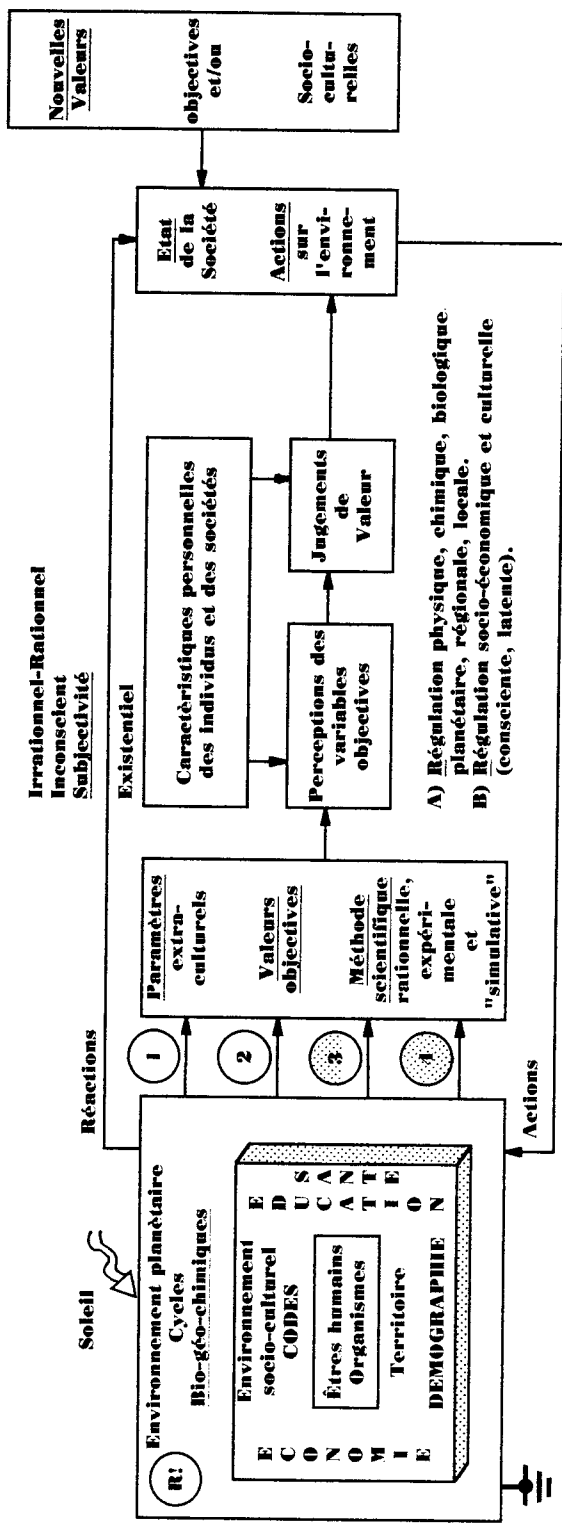 Soleil
R!
Environnement planètaire
Cycles
Bio-géo-chimiques
Environnement
socio-culturel
CODES
Êtres humains
Organismes
Territoire
DEMOGRAPHIE
ECONOMIE
EDUCATION
SANTE
Réactions
Actions
1
2
3
4
Paramètres
extra-
culturels
Valeurs
objectives
Méthode
scientifique
rationnelle,
expéri-
mentale
et
"simulative"
Irrationnel-Rationnel
Inconscient
Subjectivité
Existentiel
Caractèristiques personnelles
des individus et des sociétés
Perceptions des
variables
objectives
Jugements
de
Valeur
A) Régulation physique, chimique, biologique
planétaire, régionale, locale.
B) Régulation socio-économique et culturelle
(consciente, latente).
Etat
de la
Société
Actions
sur
l'envi-
ronne-
ment
Nouvelles
Valeurs
objectives
et/ou
Socio-
cultu-
relles